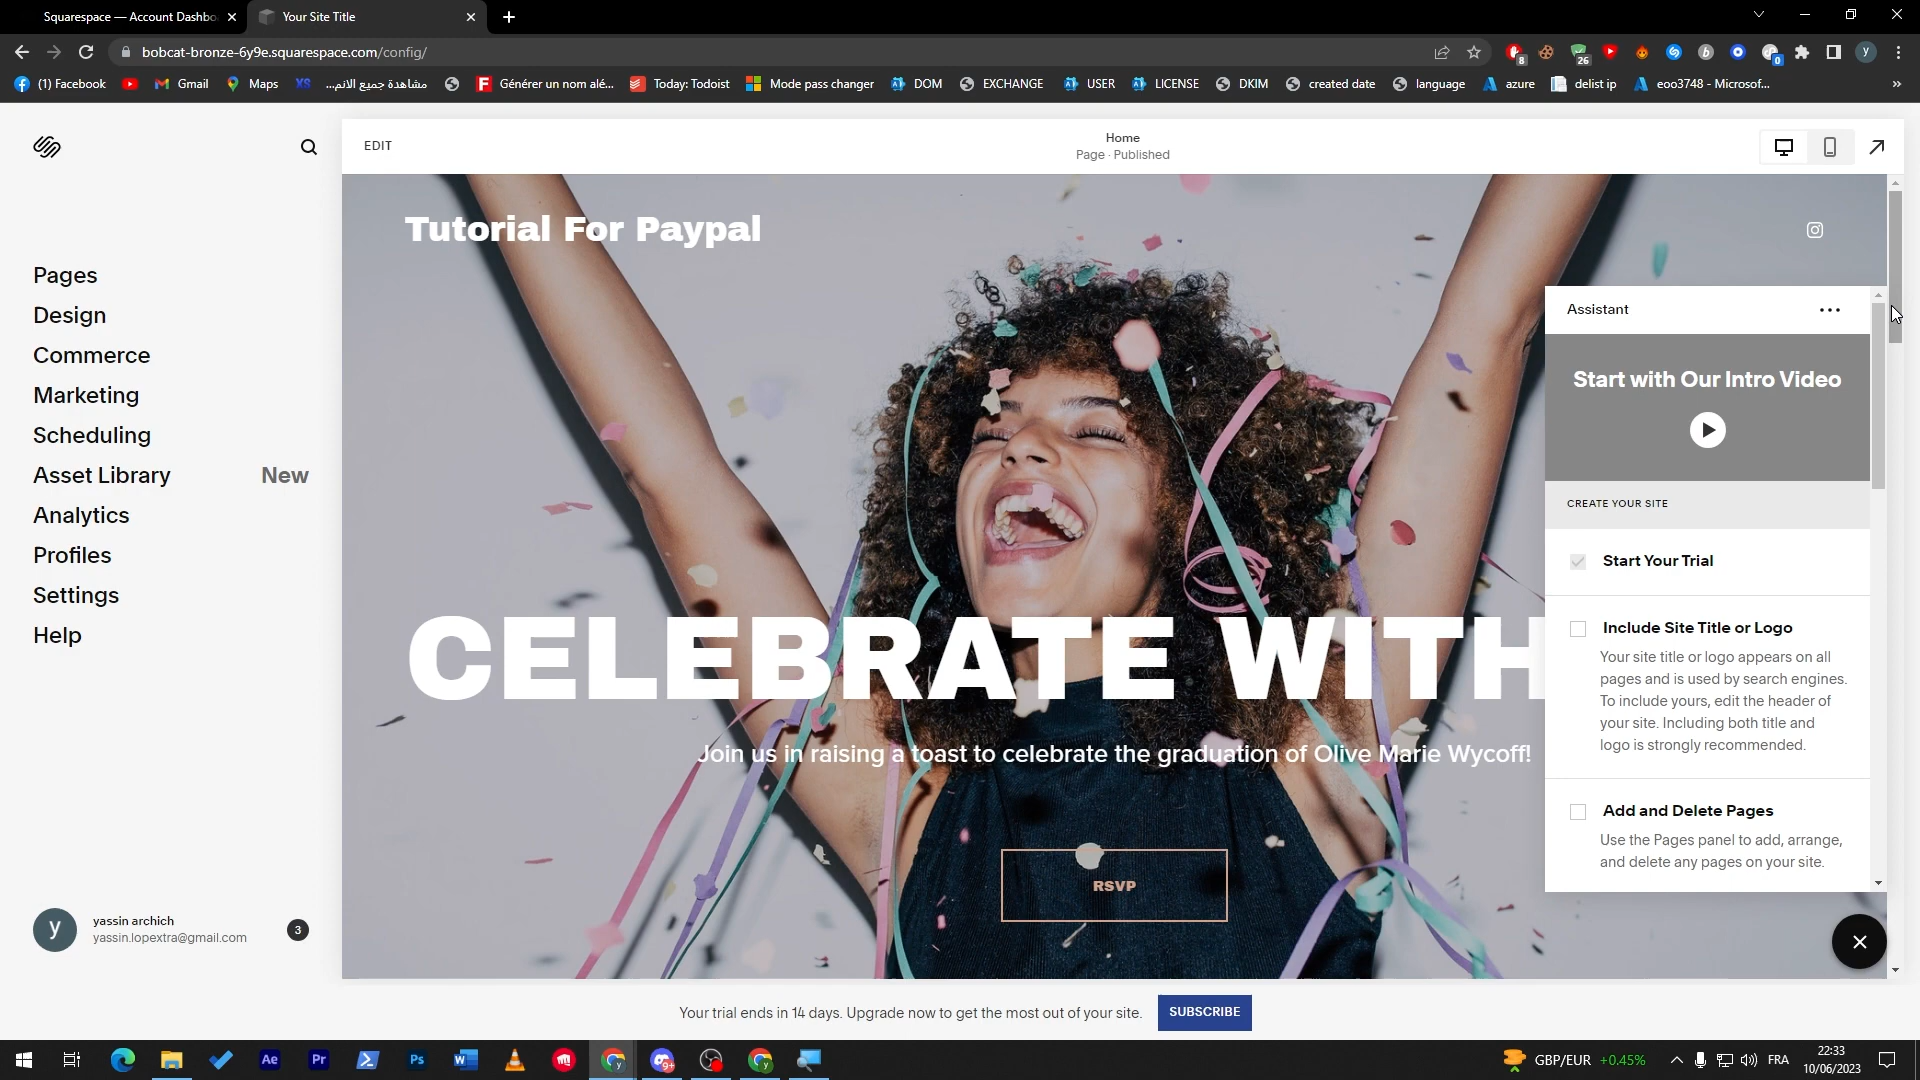 Squarespace — Account Dashbo
Your Site Title
bobcat-bronze-6y9e.squarespace.com/config/
8
26
0
y
(1) Facebook
Gmail
Maps
XS
مشاهدة جميع الانم...
Générer un nom alé...
Today: Todoist
Mode pass changer
DOM
EXCHANGE
USER
LICENSE
DKIM
created date
language
azure
delist ip
eoo3748 - Microsof...
»
EDIT
Home
Page · Published
Tutorial For Paypal
Pages
Design
Commerce
Marketing
Scheduling
Asset Library New
Analytics
Profiles
Settings
Help
CELEBRATE WITH
Join us in raising a toast to celebrate the graduation of Olive Marie Wycoff!
RSVP
Assistant
Start with Our Intro Video
CREATE YOUR SITE
Start Your Trial
Include Site Title or Logo
Your site title or logo appears on all
pages and is used by search engines.
To include yours, edit the header of
your site. Including both title and
logo is strongly recommended.
Add and Delete Pages
Use the Pages panel to add, arrange,
and delete any pages on your site.
y
yassin archich
yassin.lopextra@gmail.com
3
Your trial ends in 14 days. Upgrade now to get the most out of your site.
SUBSCRIBE
Ae
Pr
Ps
W
9+
GBP/EUR +0.45%
FRA
22:33
10/06/2023